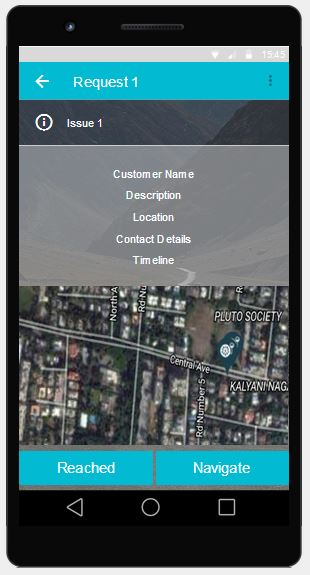 15:45
Request 1
Issue 1
Customer Name
Description
Location
Contact Details
Timeline
North A
Rd Nu
R
PLUTO SOCIETY
Central Ave
KALYANI NAGA
Rd Number 5
Reached
Navigate